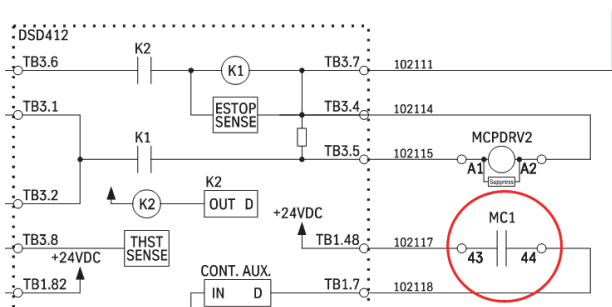 DSD412
K2
TB3.6
K1
TB3.7
102111
TB3.1
ESTOP
SENSE
TB3.4
102114
K1
MCPDRV2
TB3.5
102115
A1
A2
Suppress
TB3.2
K2
K2
OUT D
+24VDC
MC1
TB3.8
THST
SENSE
TB1.48
102117
43
44
+24VDC
CONT. AUX.
TB1.82
IN D
TB1.7
102118